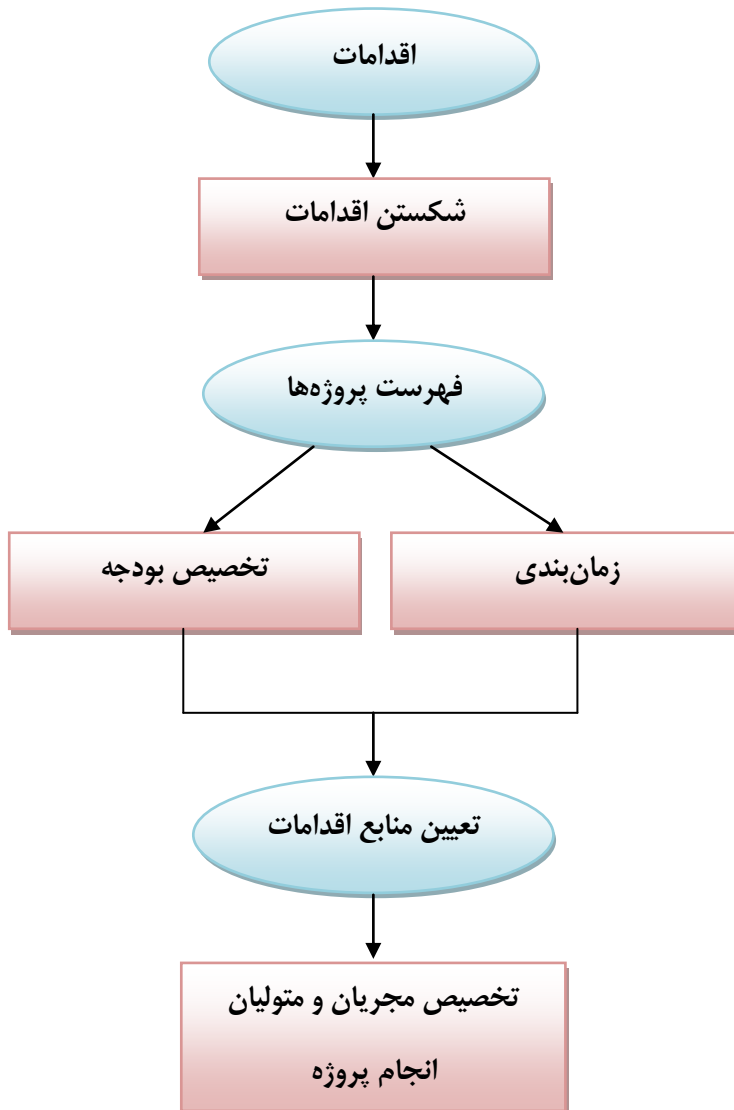 اقدامات
شکستن اقدامات
فهرست پروژه‌ها
زمان‌بندی
تخصیص بودجه
تعیین منابع اقدامات
تخصیص مجریان و متولیان
انجام پروژه